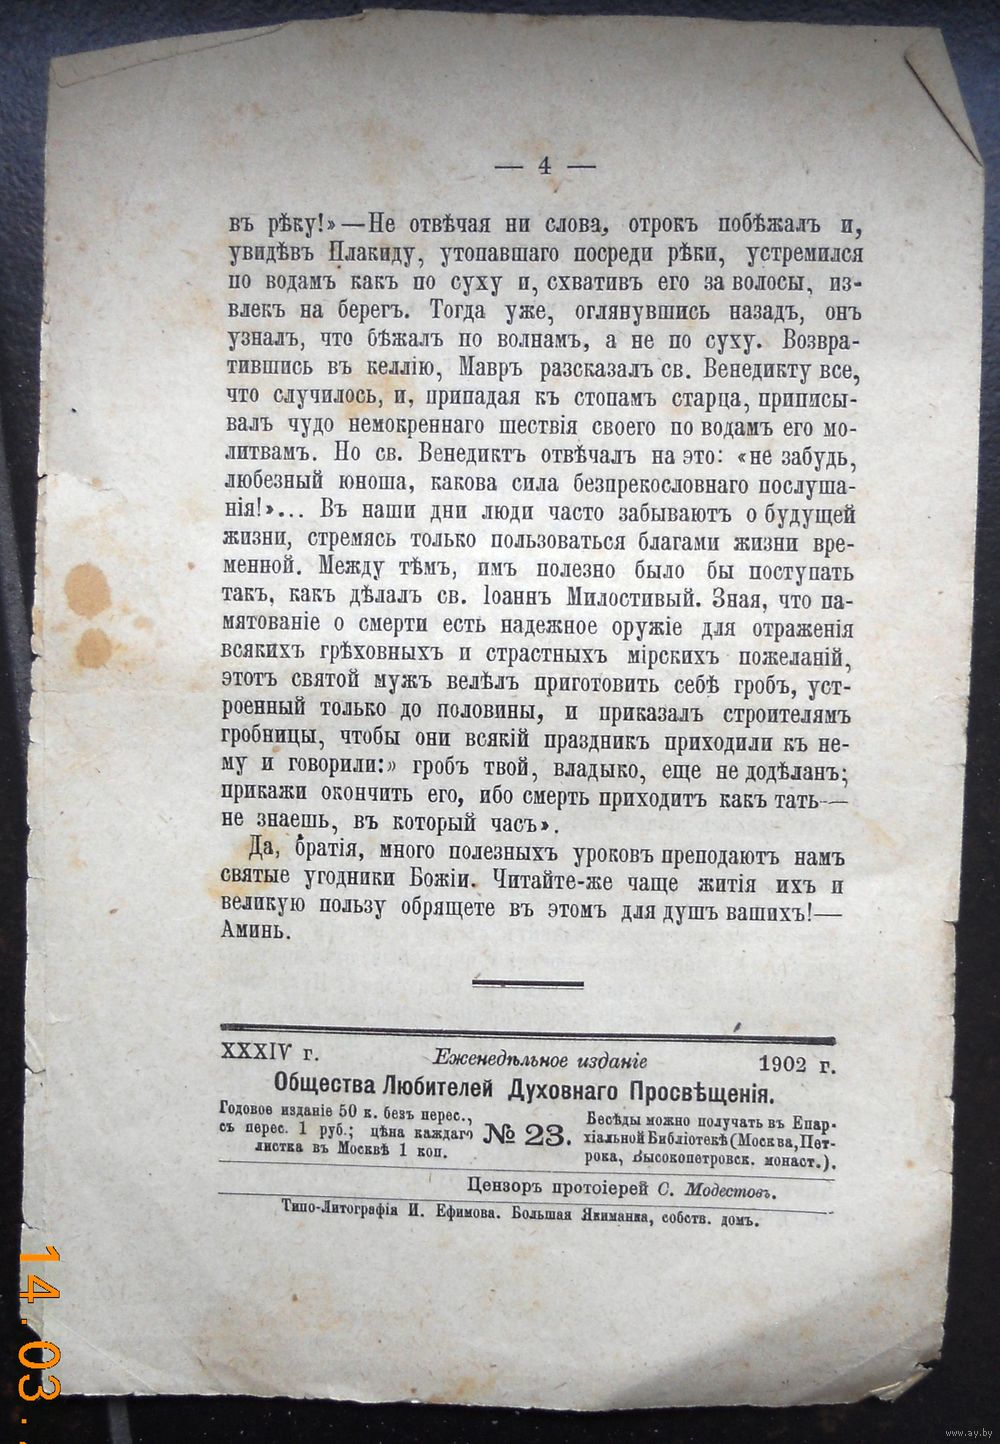 — 4 —
въ рѣку!»—Не отвѣчая ни слова, отрокъ побѣжалъ и,
увидѣвъ Плакиду, утопавшаго посреди рѣки, устремился
по водамъ какъ по суху и, схвативъ его за волосы, из-
влекъ на берегъ. Тогда уже, оглянувшись назадъ, онъ
узналъ, что бѣжалъ по волнамъ, а не по суху. Возвра-
тившись въ келлію, Мавръ разсказалъ св. Венедикту все,
что случилось, и, припадая къ стопамъ старца, приписы-
валъ чудо немокреннаго шествія своего по водамъ его мо-
литвамъ. Но св. Венедиктъ отвѣчалъ на это: «не забудь,
любезный юноша, какова сила безпрекословнаго послуша-
нія!»... Въ наши дни люди часто забываютъ о будущей
жизни, стремясь только пользоваться благами жизни вре-
менной. Между тѣмъ, имъ полезно было бы поступать
такъ, какъ дѣлалъ св. Іоаннъ Милостивый. Зная, что па-
мятованіе о смерти есть надежное оружіе для отраженія
всякихъ грѣховныхъ и страстныхъ мірскихъ пожеланій,
этотъ святой мужъ велѣлъ приготовить себѣ гробъ, уст-
роенный только до половины, и приказалъ строителямъ
гробницы, чтобы они всякій праздникъ приходили къ не-
му и говорили:» гробъ твой, владыко, еще не додѣланъ;
прикажи окончить его, ибо смерть приходитъ какъ тать—
не знаешь, въ который часъ».
Да, братія, много полезныхъ уроковъ преподаютъ намъ
святые угодники Божіи. Читайте-же чаще житія ихъ и
великую пользу обрящете въ этомъ для душъ вашихъ!—
Аминь.
XXXIV г. Еженедѣльное изданіе 1902 г.
Общества Любителей Духовнаго Просвѣщенія.
Годовое изданіе 50 к. безъ перес.,
съ перес. 1 руб.; цѣна каждаго
листка въ Москвѣ 1 коп.
№ 23.
Бесѣды можно получать въ Епар-
хіальной Библіотекѣ (Москва, Пет-
рока, Высокопетровск. монаст.).
Цензоръ протоіерей С. Модестовъ.
Типо-Литографія И. Ефимова. Большая Якиманка, собств. домъ.
14.03.
www.ay.by